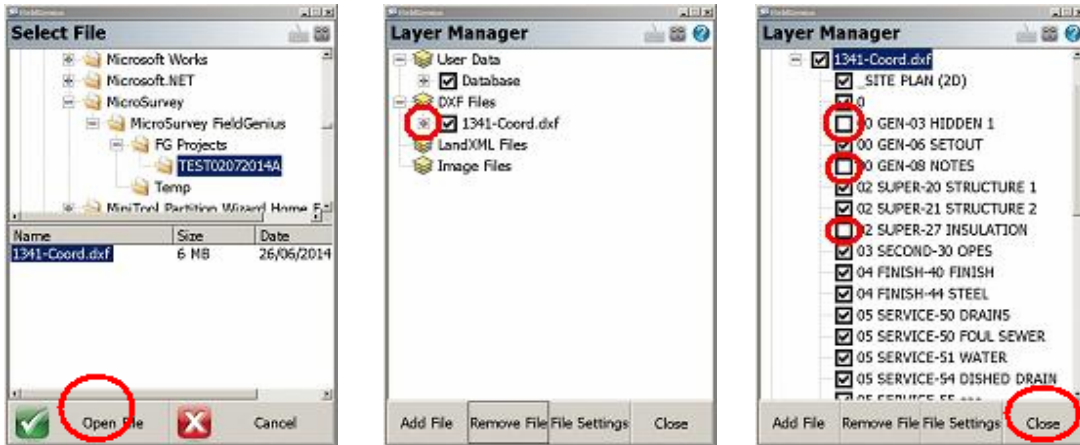 Select File
Microsoft Works
Microsoft.NET
MicroSurvey
MicroSurvey FieldGenius
FG Projects
TEST02072014A
Temp
MiniTool Partition Wizard Home
Name Size Date
1341-Coord.dxf 6 MB 26/06/2014
Open File Cancel
Layer Manager
User Data
Database
DXF Files
1341-Coord.dxf
LandXML Files
Image Files
Add File Remove File File Settings Close
Layer Manager
1341-Coord.dxf
_SITE PLAN (2D)
0
00 GEN-03 HIDDEN 1
00 GEN-06 SETOUT
00 GEN-08 NOTES
02 SUPER-20 STRUCTURE 1
02 SUPER-21 STRUCTURE 2
02 SUPER-27 INSULATION
03 SECOND-30 OPES
04 FINISH-40 FINISH
04 FINISH-44 STEEL
05 SERVICE-50 DRAINS
05 SERVICE-50 FOUL SEWER
05 SERVICE-51 WATER
05 SERVICE-54 DISHED DRAIN
Add File Remove File File Settings Close